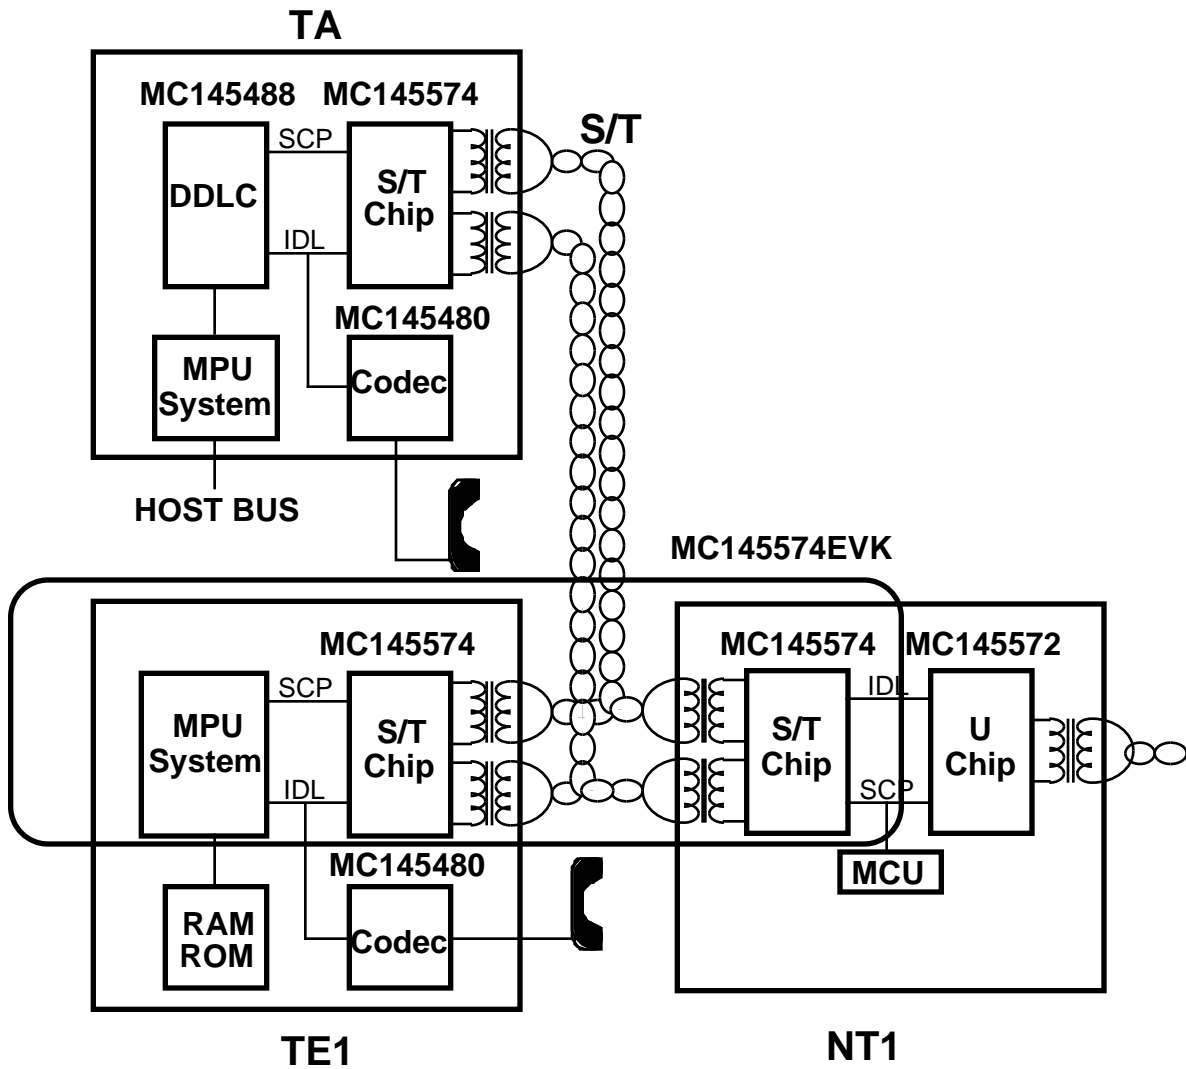 TA
MC145488 MC145574
SCP
S/T
DDLC
S/T
Chip
IDL
MC145480
MPU
System
Codec
HOST BUS
MC145574EVK
MC145574
MC145574 MC145572
SCP
IDL
MPU
System
S/T
Chip
S/T
Chip
U
Chip
IDL
SCP
MC145480
MCU
RAM
ROM
Codec
TE1
NT1